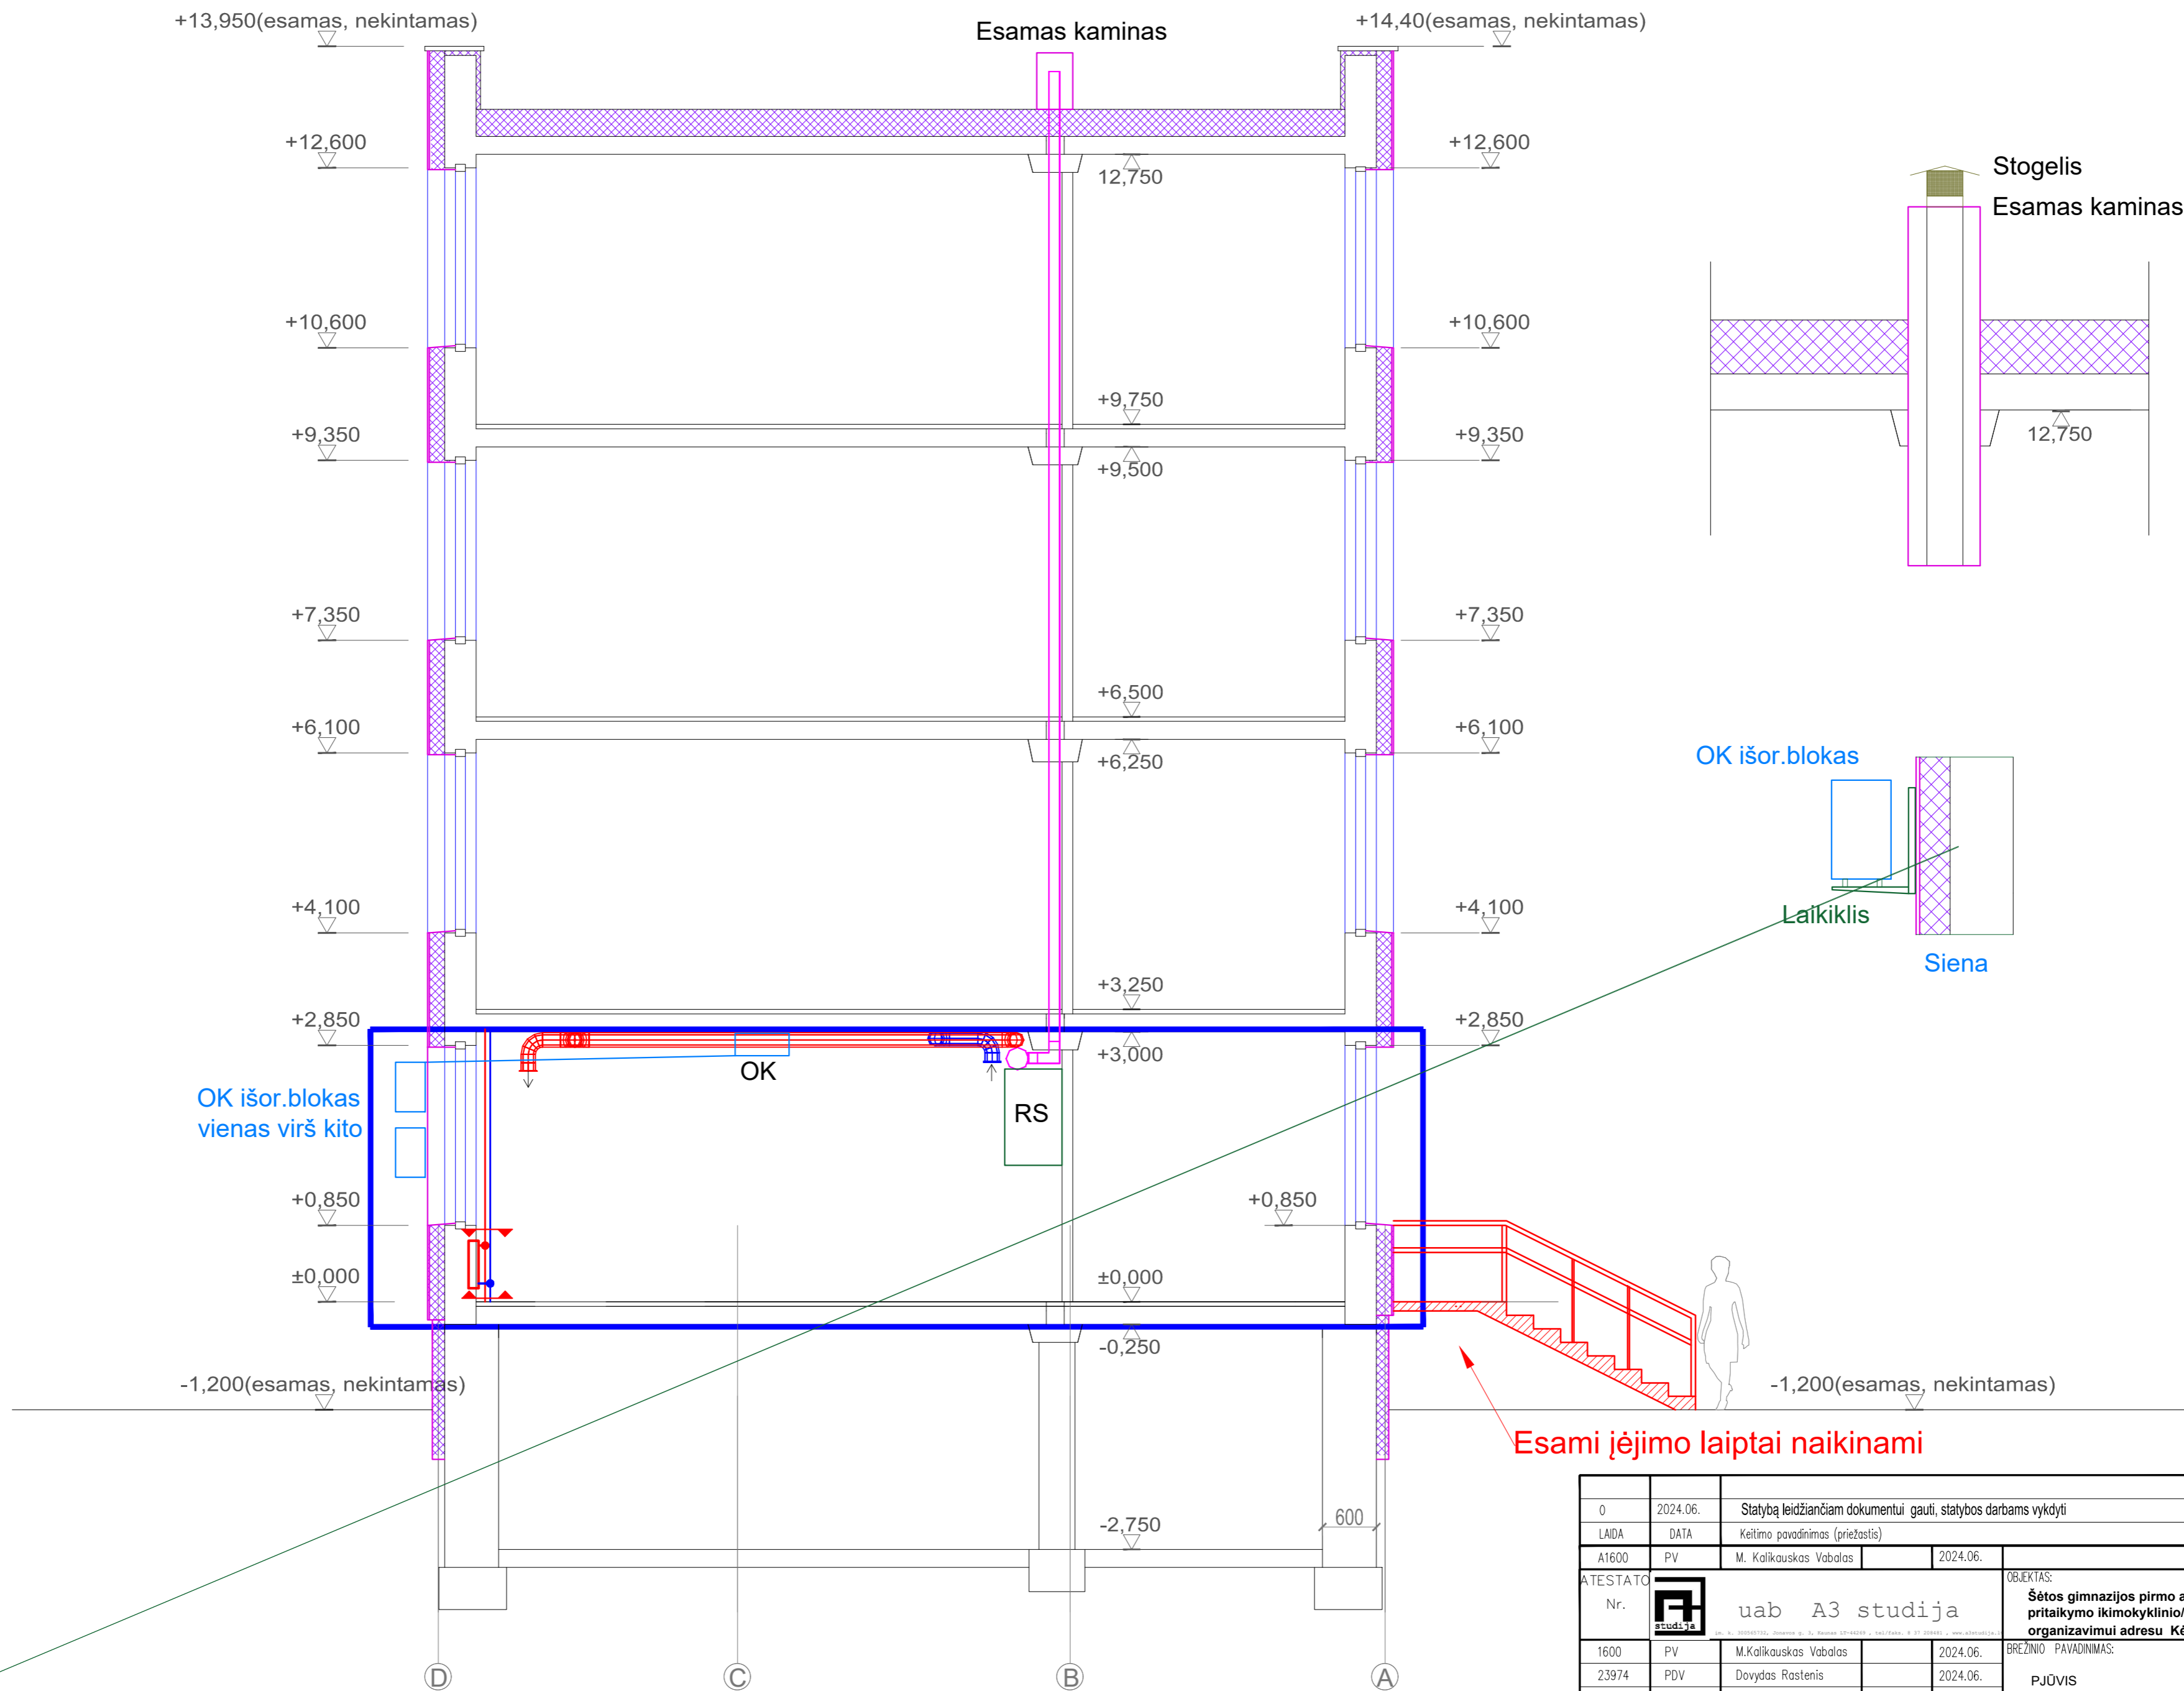 +13,950(esamas, nekintamas)
Esamas kaminas
+14,40(esamas, nekintamas)
+12,600
12,750
+12,600
Stogelis
Esamas kaminas
+10,600
+10,600
+9,750
+9,350
+9,500
+9,350
12,750
+7,350
+7,350
+6,500
+6,100
+6,250
+6,100
OK išor.blokas
+4,100
+4,100
Laikiklis
Siena
+3,250
+2,850
+3,000
+2,850
OK
OK išor.blokas
vienas virš kito
RS
+0,850
+0,850
±0,000
±0,000
-0,250
-1,200(esamas, nekintamas)
-1,200(esamas, nekintamas)
Esami įėjimo laiptai naikinami
-2,750
600
D
C
B
A
0 2024.06. Statybą leidžiančiam dokumentui gauti, statybos darbams vykdyti
LAIDA DATA Keitimo pavadinimas (priežastis)
A1600 PV M. Kalikauskas Vabalas 2024.06.
ATESTATO
Nr.
studija
uab A3 studija
OBJEKTAS:
Šėtos gimnazijos pirmo a
pritaikymo ikimokyklinio/
organizavimui adresu Kė
1600 PV M.Kalikauskas Vabalas 2024.06.
BRĖŽINIO PAVADINIMAS:
23974 PDV Dovydas Rastenis 2024.06.
PJŪVIS